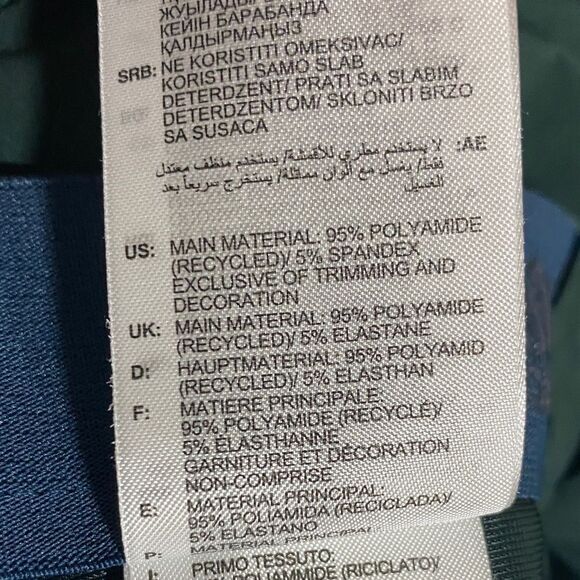 ЖУЫЛАДЫ
КЕЙІН БАРАБАНДА
ҚАЛДЫРМАҢЫЗ
SRB: NE KORISTITI OMEKSIVAC/
KORISTITI SAMO SLAB
DETERDZENT/ PRATI SA SLABIM
DETERDZENTOM/ SKLONITI BRZO
SA SUSACA
AE: لا يستخدم مطري للأقمشة/ يستخدم منظف معتدل
فقط/ يغسل مع ألوان مماثلة/ يستخرج سريعاً بعد
الغسيل
US: MAIN MATERIAL: 95% POLYAMIDE
(RECYCLED)/ 5% SPANDEX
EXCLUSIVE OF TRIMMING AND
DECORATION
UK: MAIN MATERIAL: 95% POLYAMIDE
(RECYCLED)/ 5% ELASTANE
D: HAUPTMATERIAL: 95% POLYAMID
(RECYCLED)/ 5% ELASTHAN
F: MATIERE PRINCIPALE:
95% POLYAMIDE (RECYCLÉ)/
5% ELASTHANNE
GARNITURE ET DÉCORATION
NON-COMPRISE
E: MATERIAL PRINCIPAL:
95% POLIAMIDA (RECICLADA)/
5% ELASTANO
P: MATERIAL PRINCIPAL
I: PRIMO TESSUTO:
POLIAMMIDE (RICICLATO)/